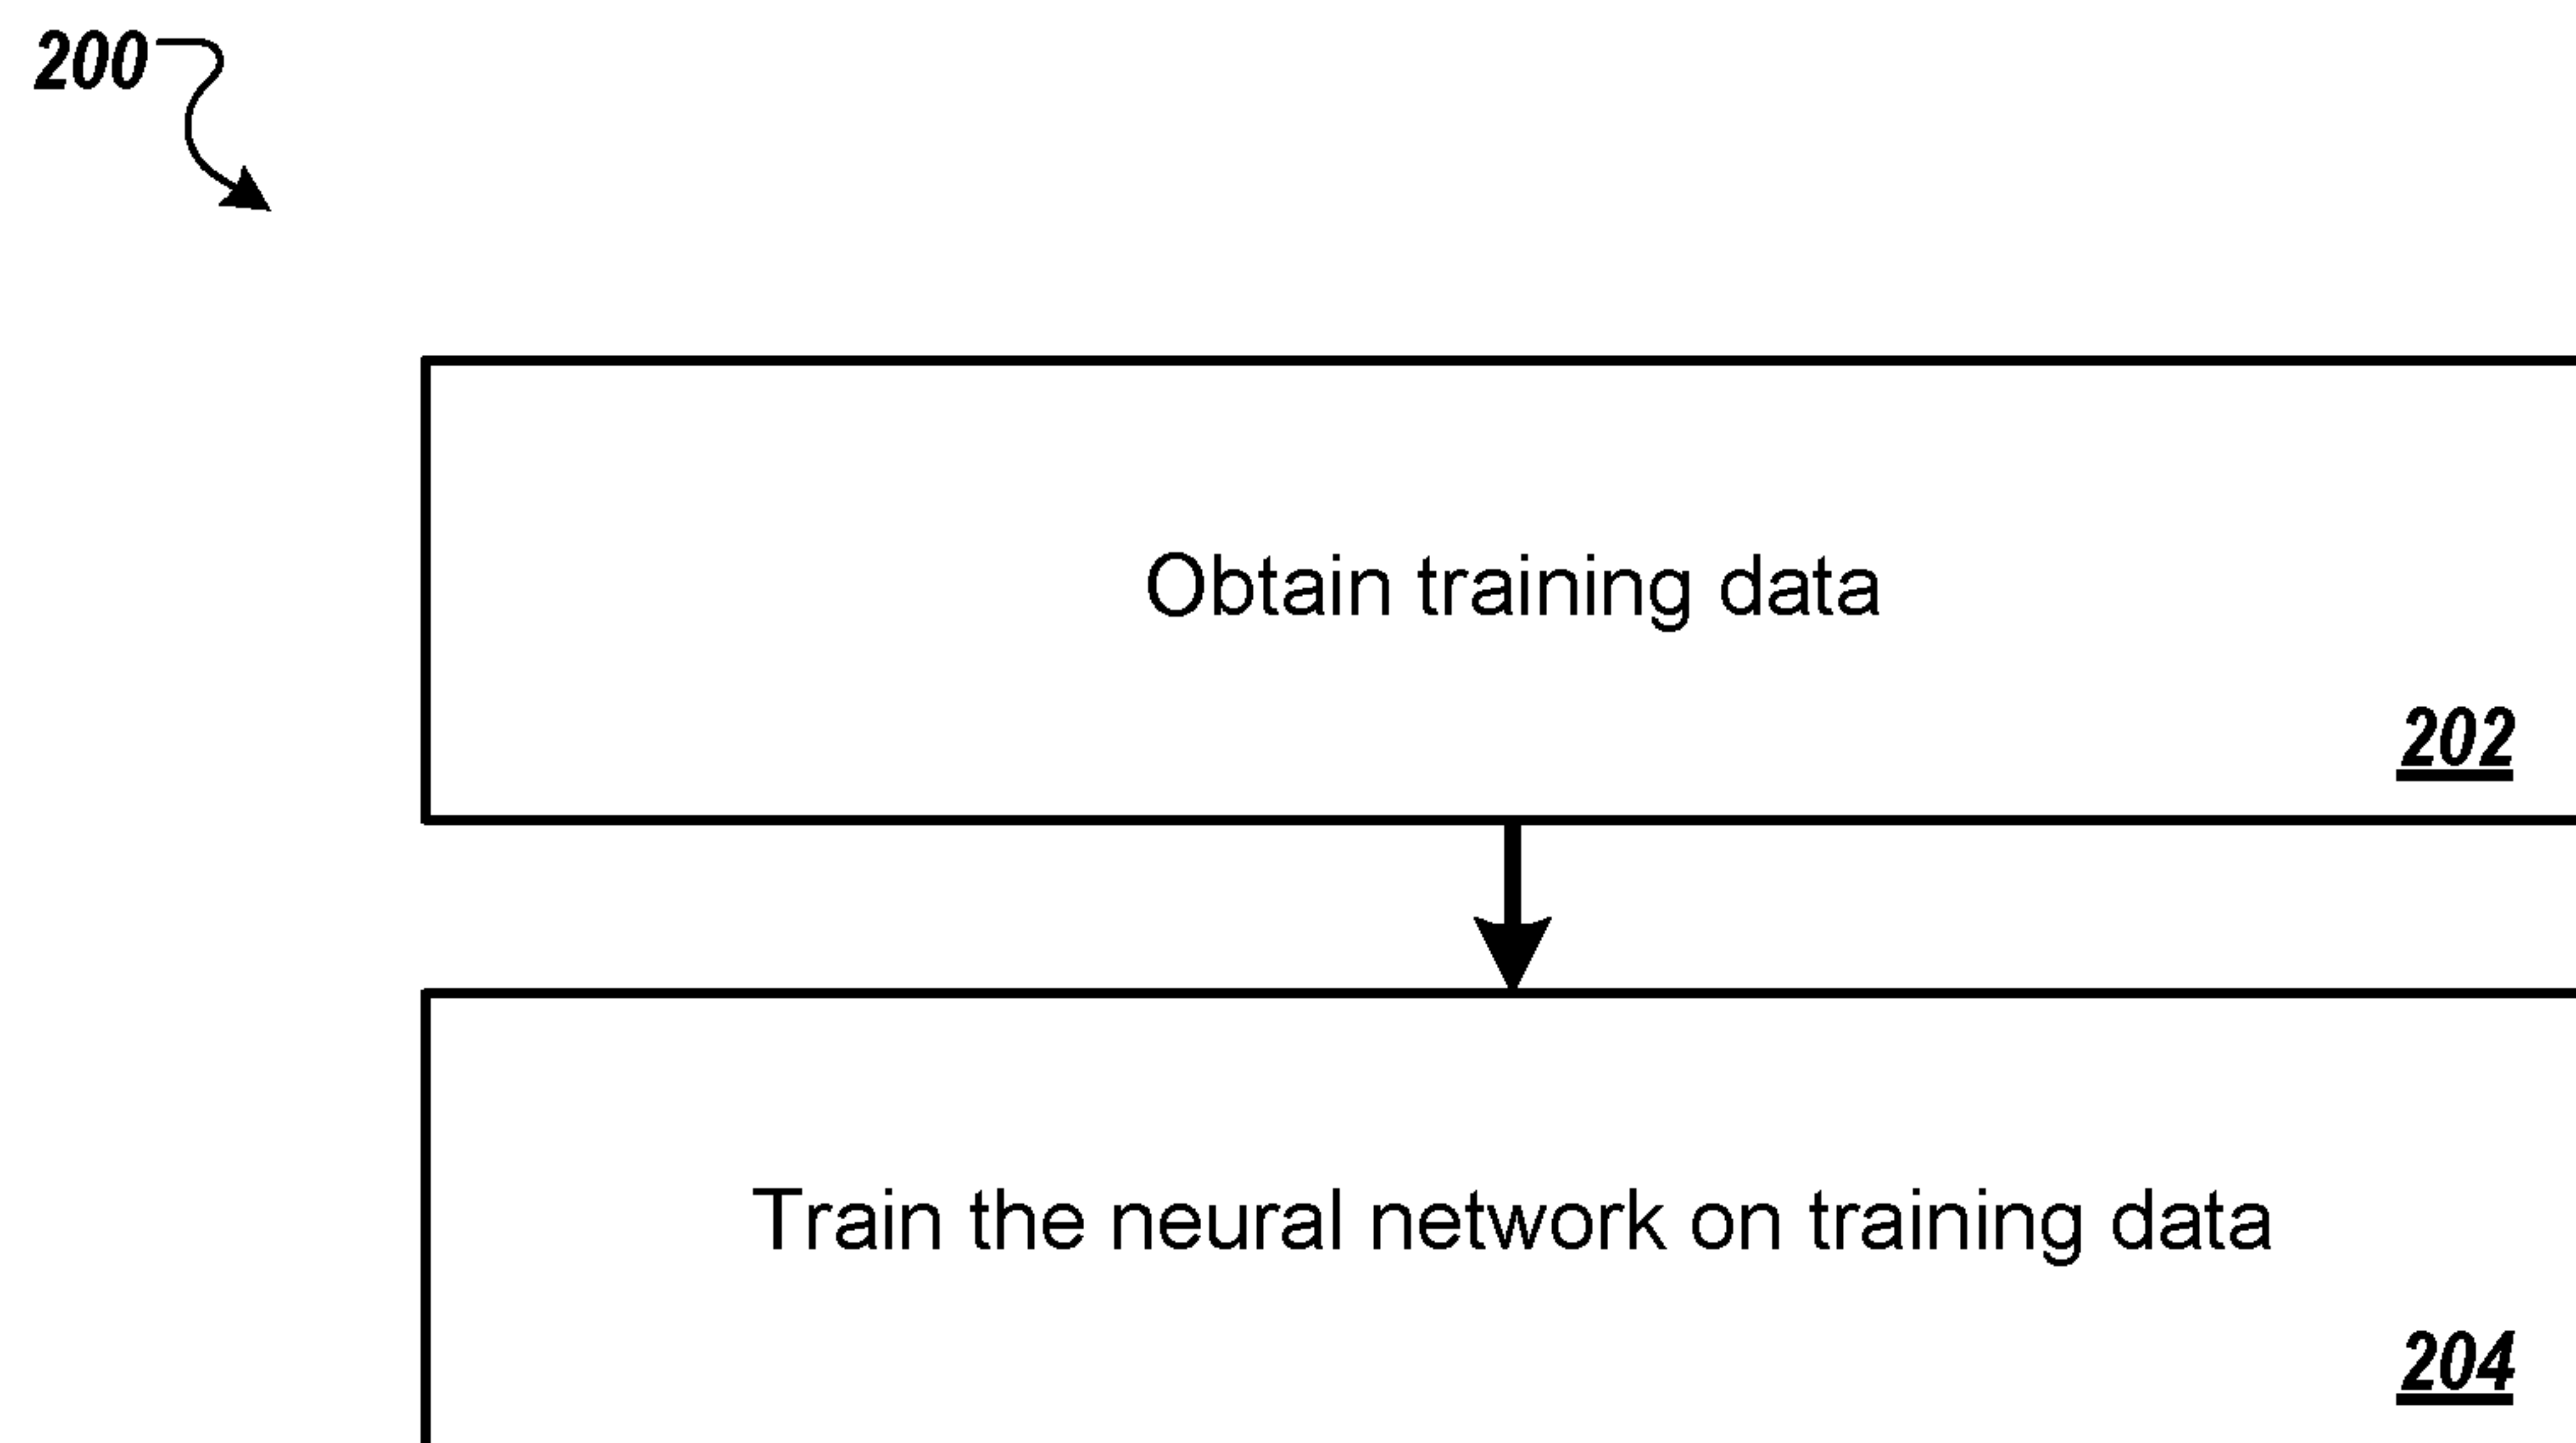 200
Obtain training data
202
Train the neural network on training data
204